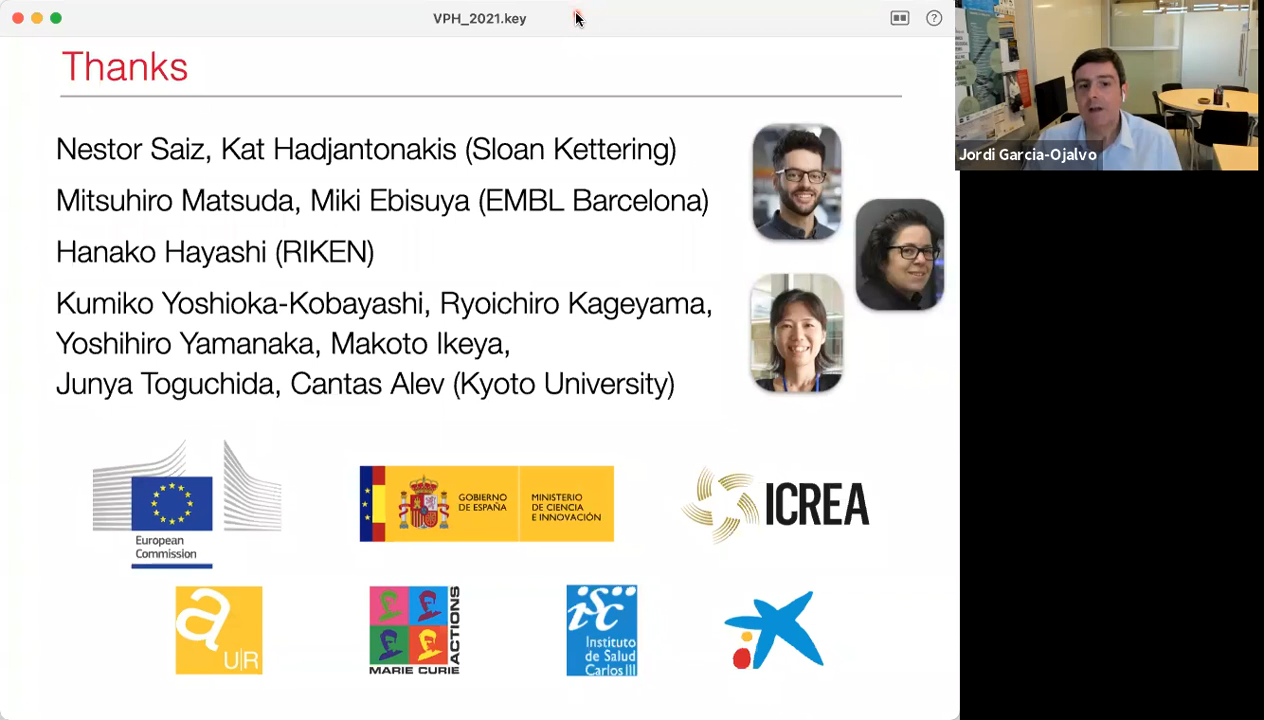 VPH_2021.key
?
Thanks
Nestor Saiz, Kat Hadjantonakis (Sloan Kettering)
Mitsuhiro Matsuda, Miki Ebisuya (EMBL Barcelona)
Hanako Hayashi (RIKEN)
Kumiko Yoshioka-Kobayashi, Ryoichiro Kageyama,
Yoshihiro Yamanaka, Makoto Ikeya,
Junya Toguchida, Cantas Alev (Kyoto University)
Jordi Garcia-Ojalvo
European
Commission
GOBIERNO
DE ESPAÑA
MINISTERIO
DE CIENCIA
E INNOVACIÓN
ICREA
a
U|R
MARIE CURIE
ACTIONS
isc
Instituto
de Salud
Carlos III